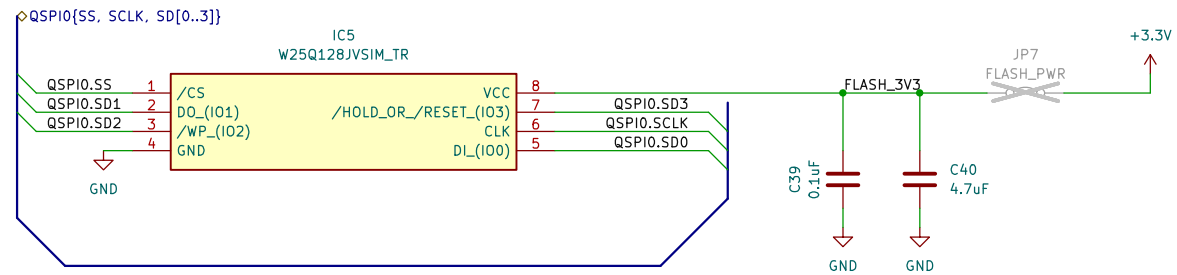 QSPI0{SS, SCLK, SD[0..3]}
IC5
W25Q128JVSIM_TR
QSPI0.SS
1
/CS
QSPI0.SD1
2
DO_(IO1)
QSPI0.SD2
3
/WP_(IO2)
4
GND
GND
VCC
8
/HOLD_OR_/RESET_(IO3)
7
QSPI0.SD3
CLK
6
QSPI0.SCLK
DI_(IO0)
5
QSPI0.SD0
FLASH_3V3
JP7
FLASH_PWR
+3.3V
C39
0.1uF
C40
4.7uF
GND
GND